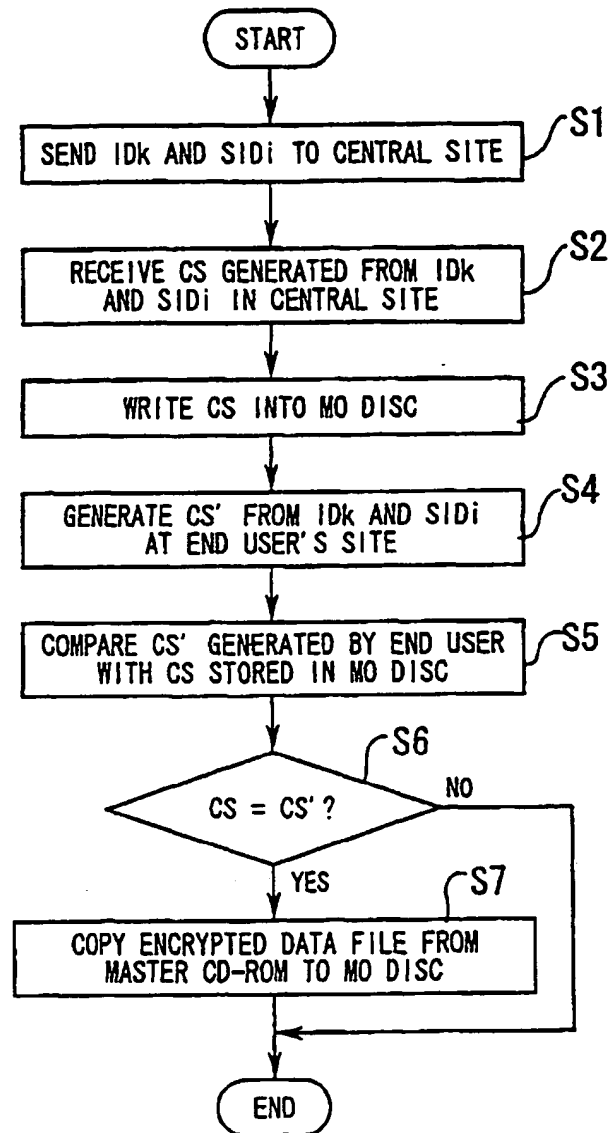 START
S1
SEND IDk AND SIDi TO CENTRAL SITE
S2
RECEIVE CS GENERATED FROM IDk
AND SIDi IN CENTRAL SITE
S3
WRITE CS INTO MO DISC
S4
GENERATE CS' FROM IDk AND SIDi
AT END USER'S SITE
S5
COMPARE CS' GENERATED BY END USER
WITH CS STORED IN MO DISC
S6
CS = CS'?
NO
YES
S7
COPY ENCRYPTED DATA FILE FROM
MASTER CD-ROM TO MO DISC
END